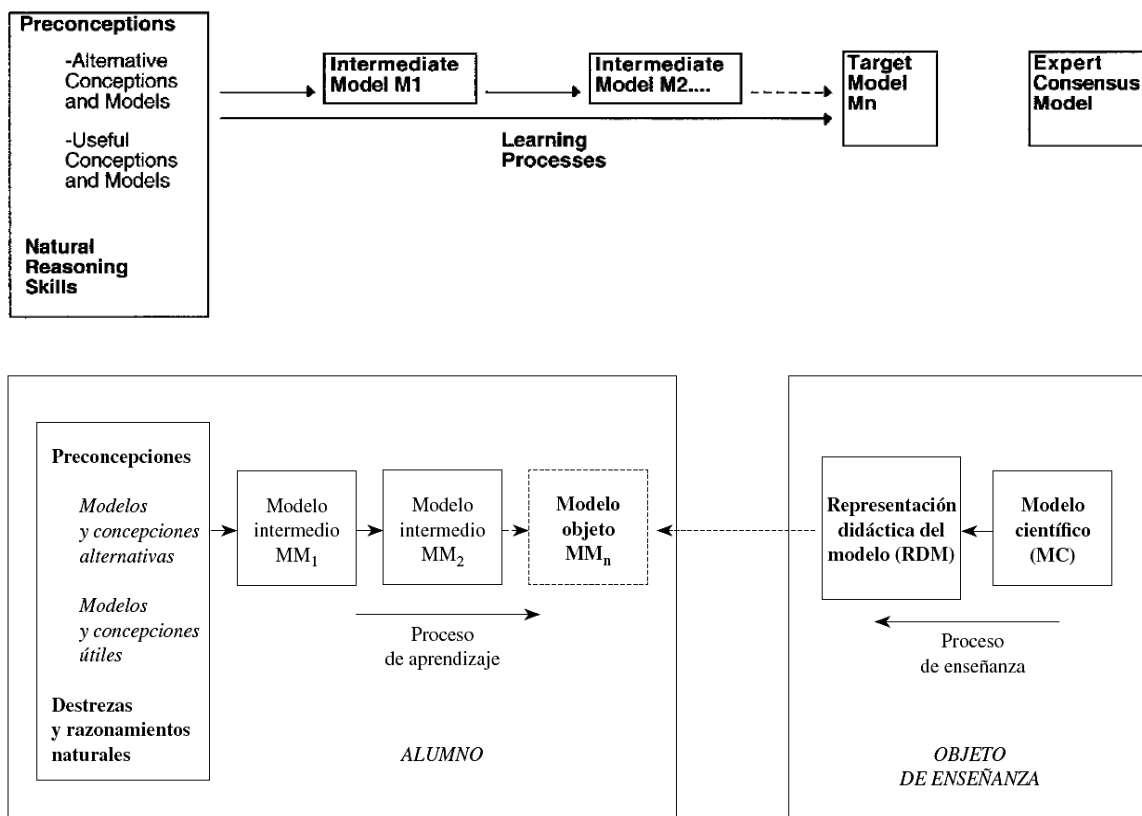 Preconceptions
-Alternative
Conceptions
and Models
-Useful
Conceptions
and Models
Natural
Reasoning
Skills
Intermediate
Model M1
Intermediate
Model M2....
Learning
Processes
Target
Model
Mn
Expert
Consensus
Model
Preconcepciones
Modelos
y concepciones
alternativas
Modelos
y concepciones
útiles
Destrezas
y razonamientos
naturales
Modelo
intermedio
MM1
Modelo
intermedio
MM2
Modelo
objeto
MMn
Proceso
de aprendizaje
ALUMNO
Representación
didáctica del
modelo (RDM)
Modelo
científico
(MC)
Proceso
de enseñanza
OBJETO
DE ENSEÑANZA